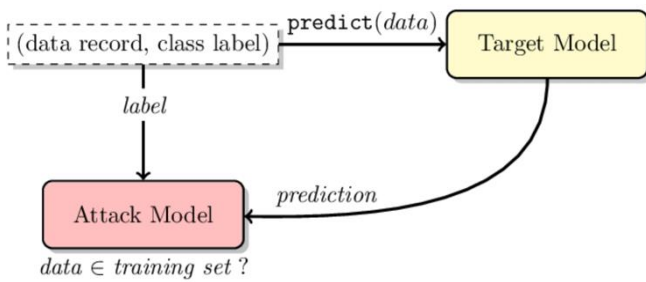 (data record, class label)
predict(data)
Target Model
label
prediction
Attack Model
data ∈ training set ?